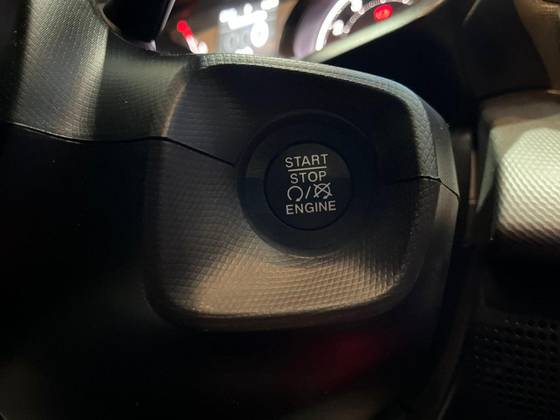 START
STOP
/
ENGINE